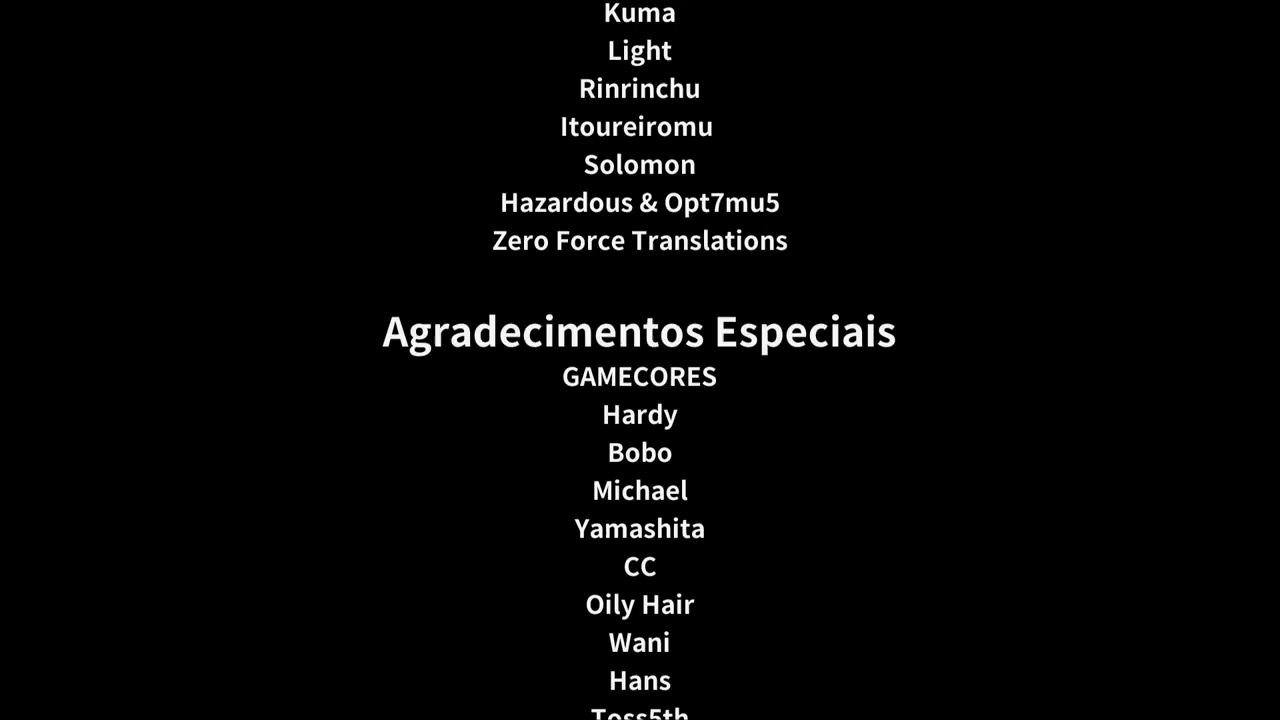 Kuma
Light
Rinrinchu
Itoureiromu
Solomon
Hazardous & Opt7mu5
Zero Force Translations
Agradecimentos Especiais
GAMECORES
Hardy
Bobo
Michael
Yamashita
CC
Oily Hair
Wani
Hans
Toss5th